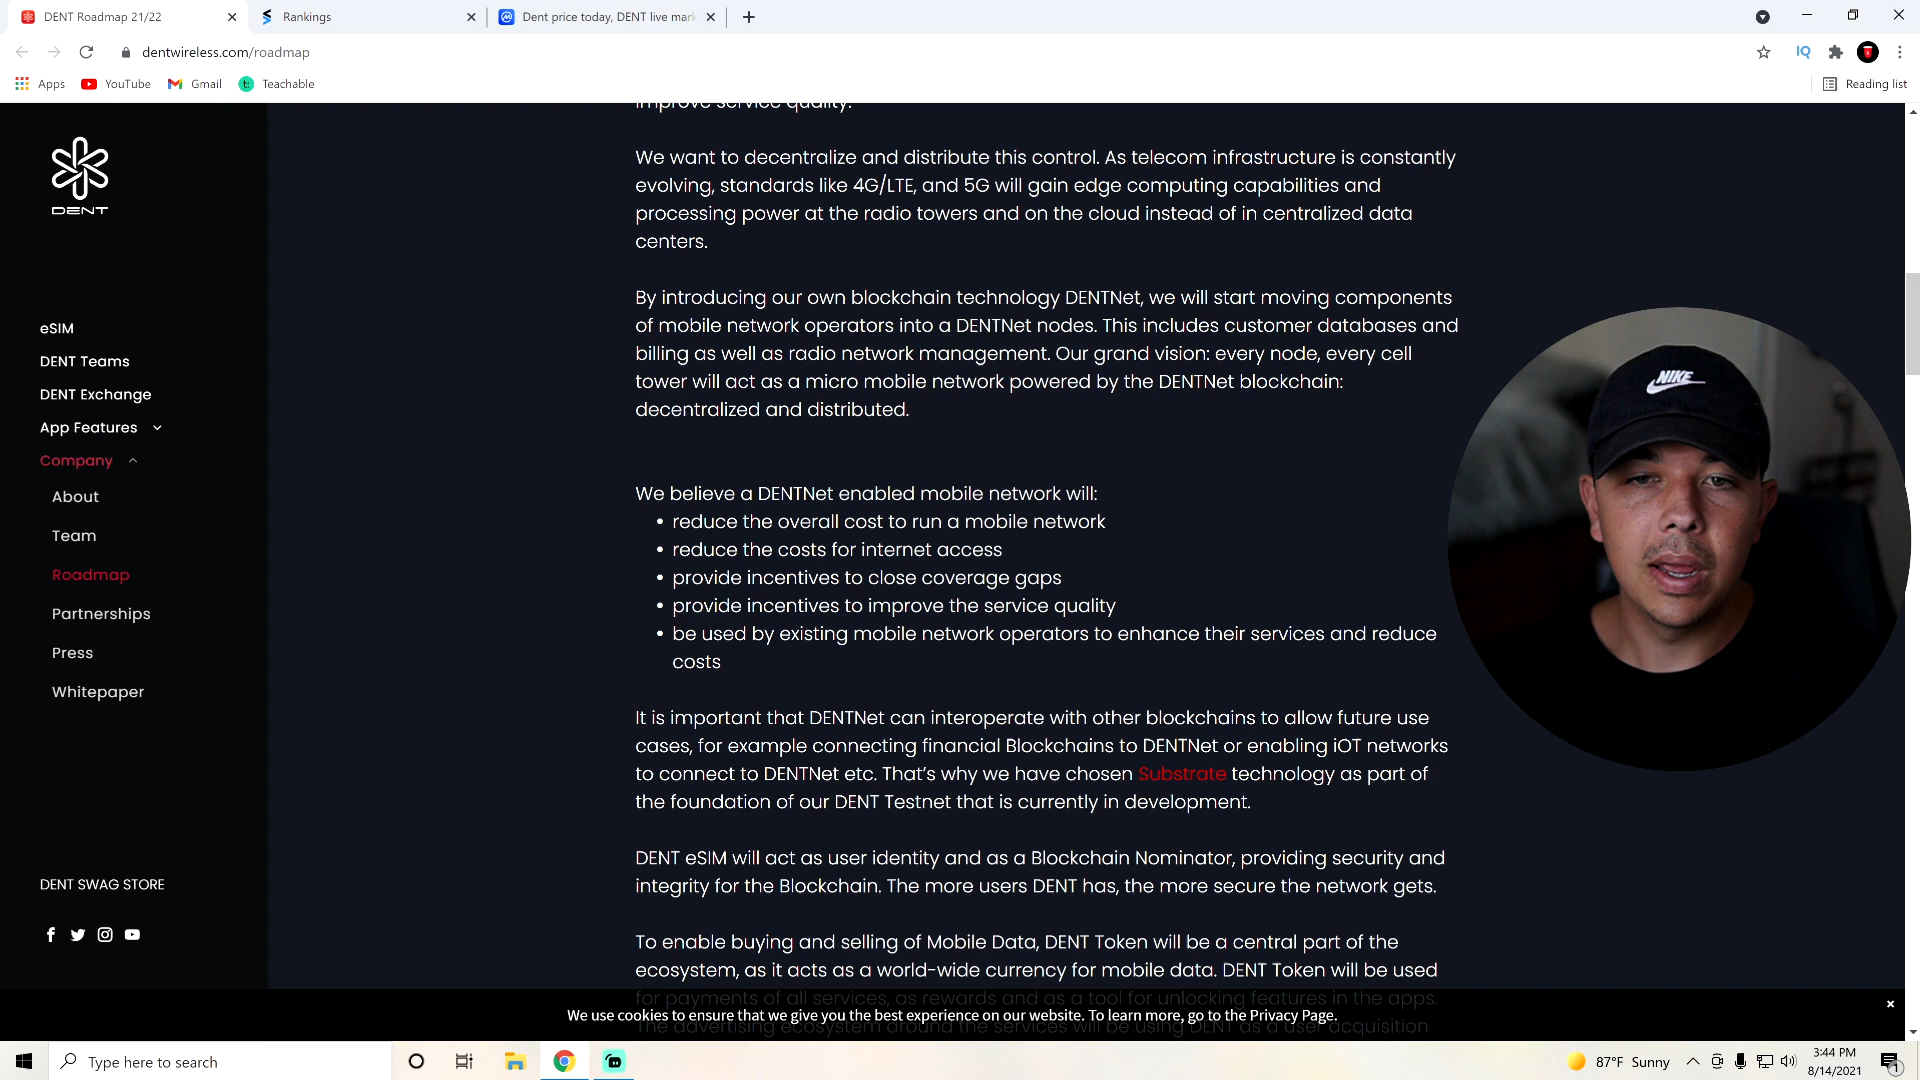 DENT Roadmap 21/22
Rankings
Dent price today, DENT live mark
dentwireless.com/roadmap
IQ
Apps
YouTube
Gmail
Teachable
Reading list
improve service quality.
DENT
We want to decentralize and distribute this control. As telecom infrastructure is constantly
evolving, standards like 4G/LTE, and 5G will gain edge computing capabilities and
processing power at the radio towers and on the cloud instead of in centralized data
centers.
By introducing our own blockchain technology DENTNet, we will start moving components
of mobile network operators into a DENTNet nodes. This includes customer databases and
billing as well as radio network management. Our grand vision: every node, every cell
tower will act as a micro mobile network powered by the DENTNet blockchain:
decentralized and distributed.
We believe a DENTNet enabled mobile network will:
• reduce the overall cost to run a mobile network
• reduce the costs for internet access
• provide incentives to close coverage gaps
• provide incentives to improve the service quality
• be used by existing mobile network operators to enhance their services and reduce
costs
It is important that DENTNet can interoperate with other blockchains to allow future use
cases, for example connecting financial Blockchains to DENTNet or enabling iOT networks
to connect to DENTNet etc. That's why we have chosen Substrate technology as part of
the foundation of our DENT Testnet that is currently in development.
DENT eSIM will act as user identity and as a Blockchain Nominator, providing security and
integrity for the Blockchain. The more users DENT has, the more secure the network gets.
To enable buying and selling of Mobile Data, DENT Token will be a central part of the
ecosystem, as it acts as a world-wide currency for mobile data. DENT Token will be used
for payments of all services, as rewards and as a tool for unlocking features in the apps.
The advertising ecosystem around the services will be using DENT as a user acquisition
eSIM
DENT Teams
DENT Exchange
App Features
Company
About
Team
Roadmap
Partnerships
Press
Whitepaper
DENT SWAG STORE
NIKE
We use cookies to ensure that we give you the best experience on our website. To learn more, go to the Privacy Page.
Type here to search
87°F Sunny
3:44 PM
8/14/2021
1